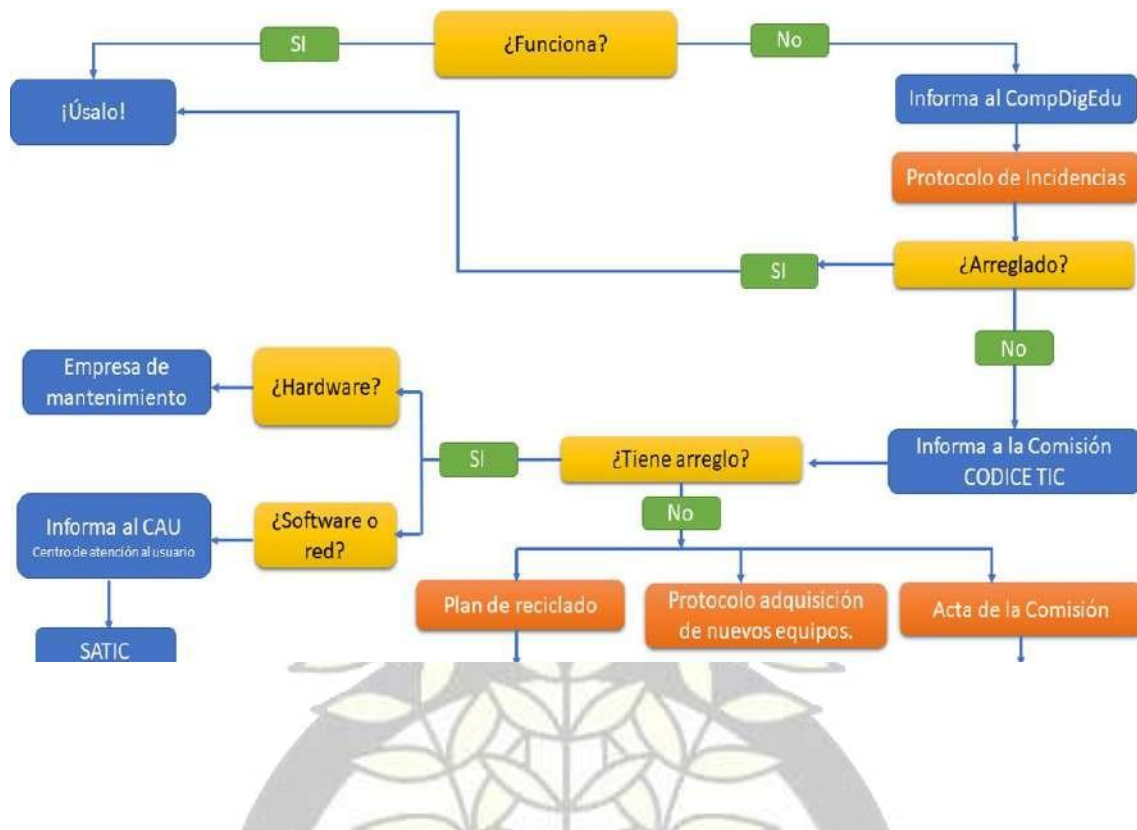 ¿Funciona?
SI
No
¡Úsalo!
Informa al CompDigEdu
Protocolo de Incidencias
¿Arreglado?
SI
No
Informa a la Comisión
CODICE TIC
¿Tiene arreglo?
SI
¿Hardware?
Empresa de
mantenimiento
¿Software o
red?
Informa al CAU
Centro de atención al usuario
SATIC
No
Plan de reciclado
Protocolo adquisición
de nuevos equipos.
Acta de la Comisión